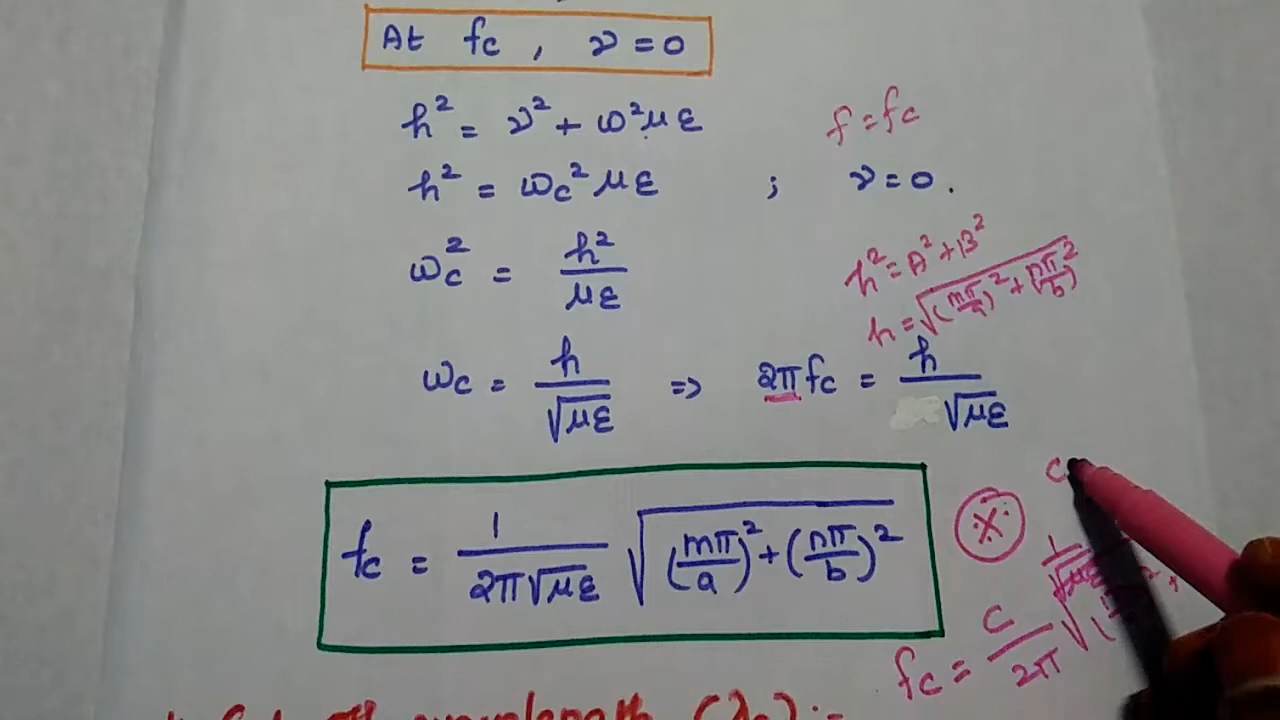 At fc , γ = 0
h² = γ² + ω²με
f = fc
h² = ωc²με ; γ = 0 .
ωc² = h²/με
h² = A² + B²
h = √((mπ/a)² + (nπ/b)²)
ωc = h/√με ⇒ 2πfc = h/√με
C
fc = 1/2π√με √((mπ/a)² + (nπ/b)²)
fc = C/2π √(